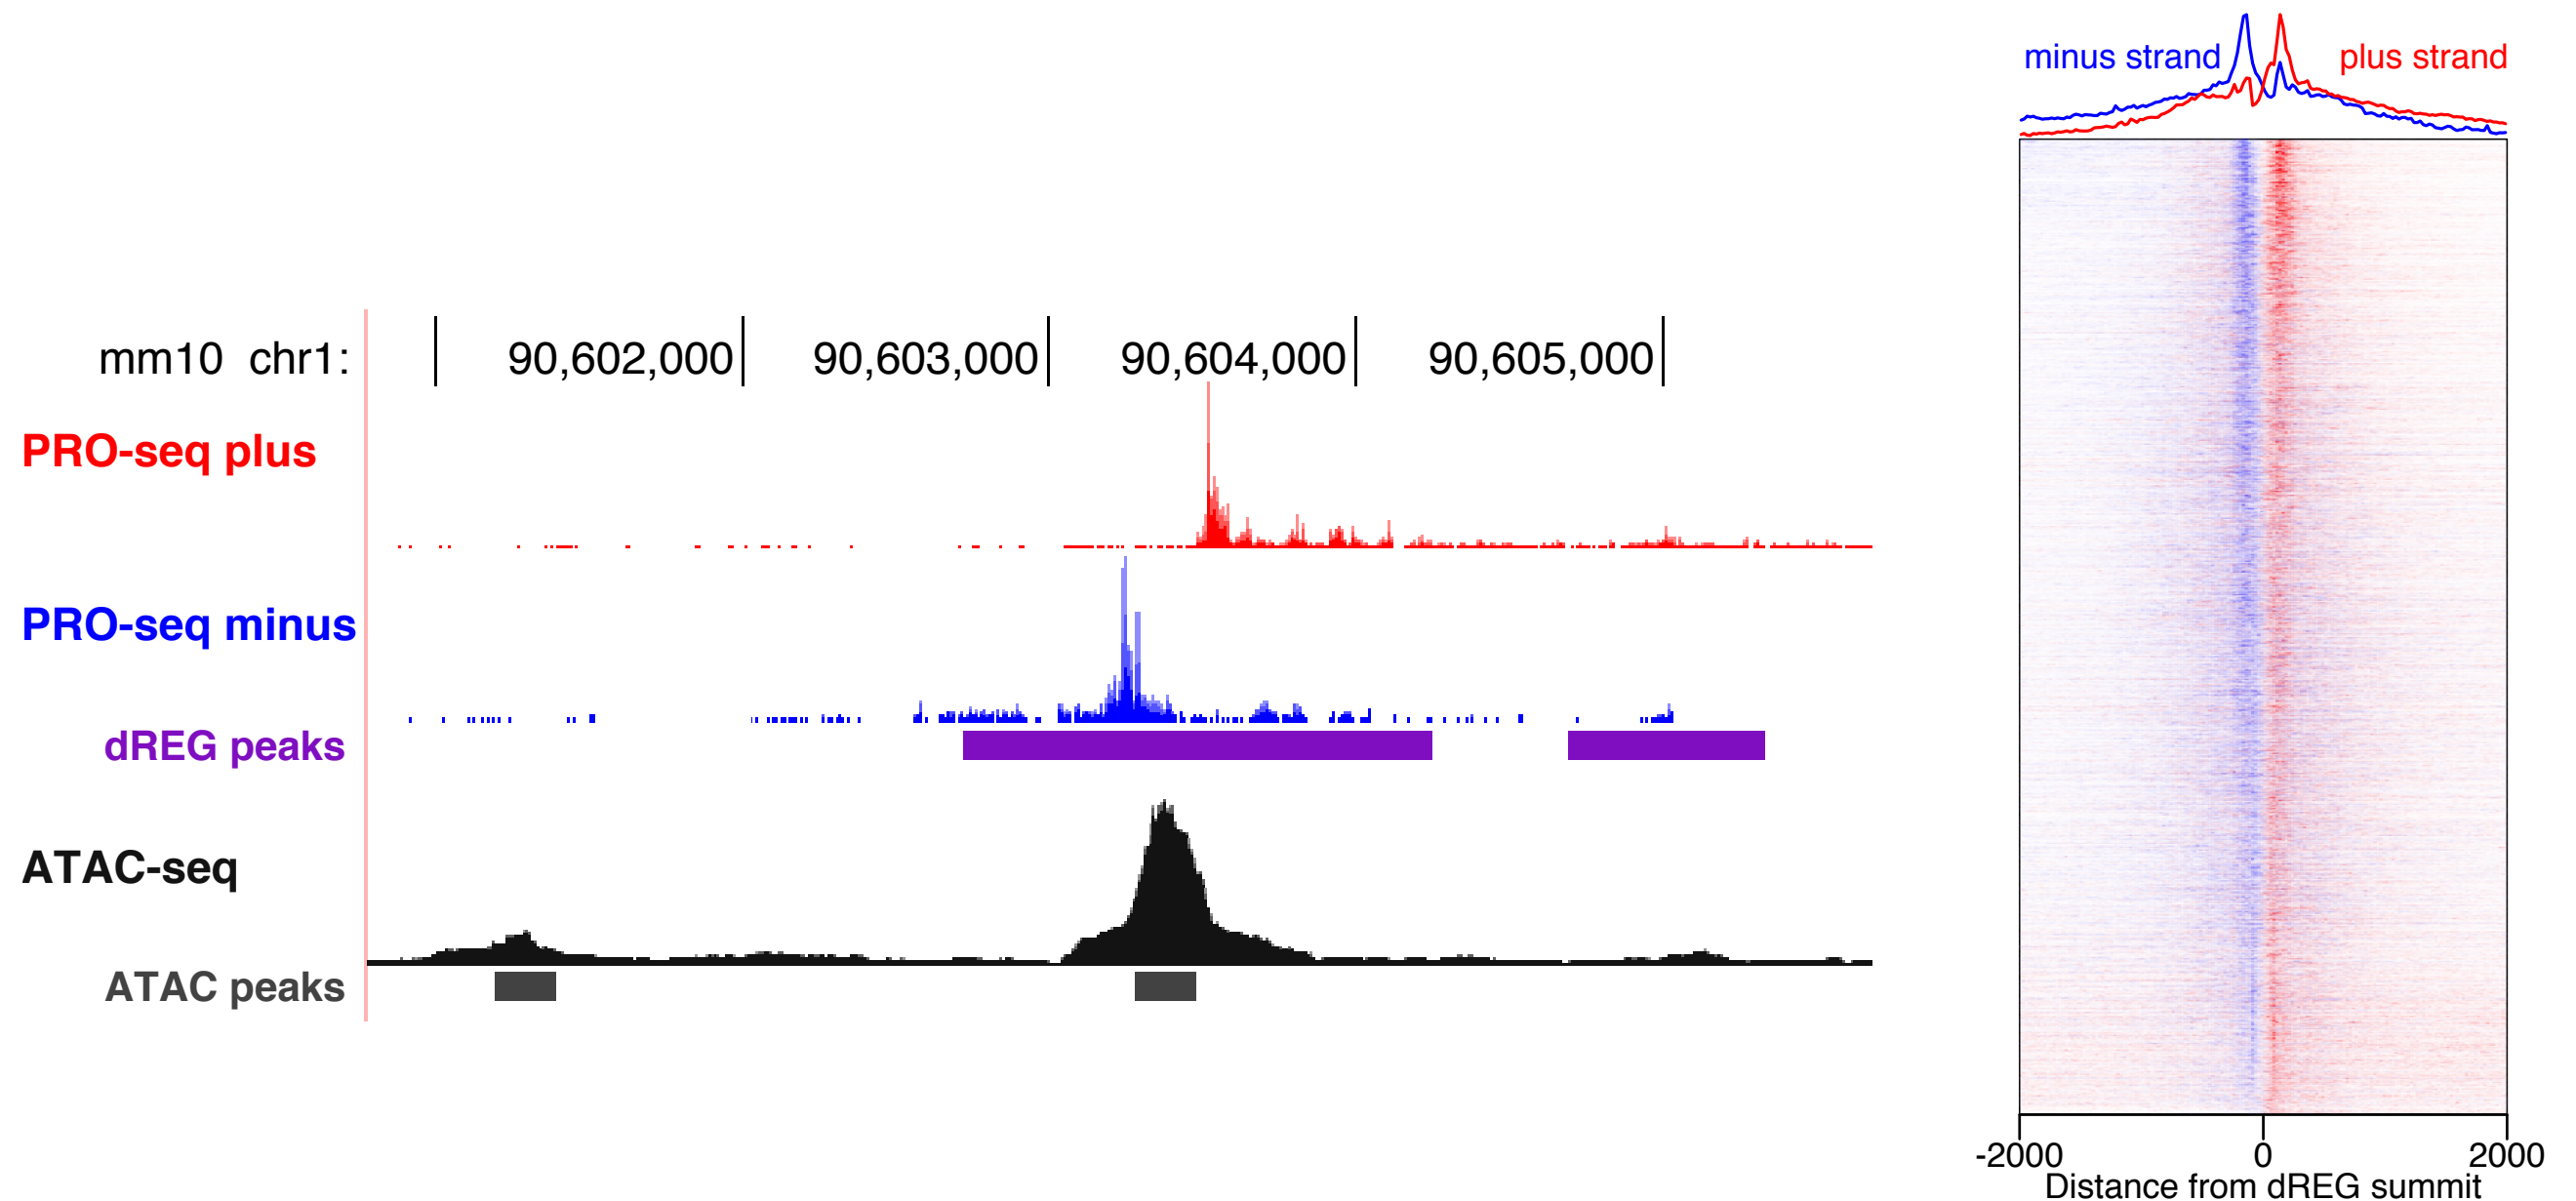 minus strand
plus strand
mm10 chr1:
90,602,000
90,603,000
90,604,000
90,605,000
PRO-seq plus
PRO-seq minus
dREG peaks
ATAC-seq
ATAC peaks
-2000
0
2000
Distance from dREG summit